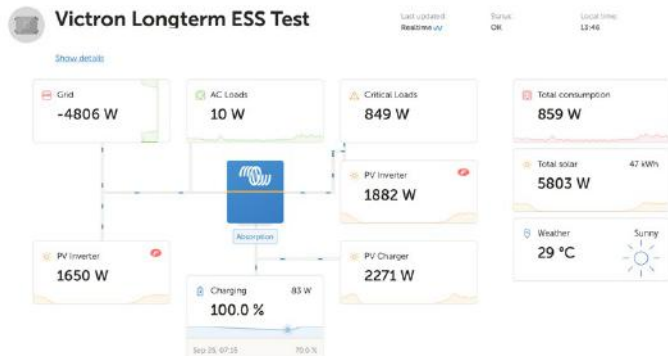 Victron Longterm ESS Test
Last updated:
Realtime
Status:
OK
Local time:
13:46
Show details
Grid
-4806 W
AC Loads
10 W
Critical Loads
849 W
Total consumption
859 W
PV Inverter
1882 W
Total solar
47 kWh
5803 W
Absorption
Weather
Sunny
29 °C
PV Inverter
1650 W
PV Charger
2271 W
Charging
83 W
100.0 %
Sep 25, 07:15
70.0 %